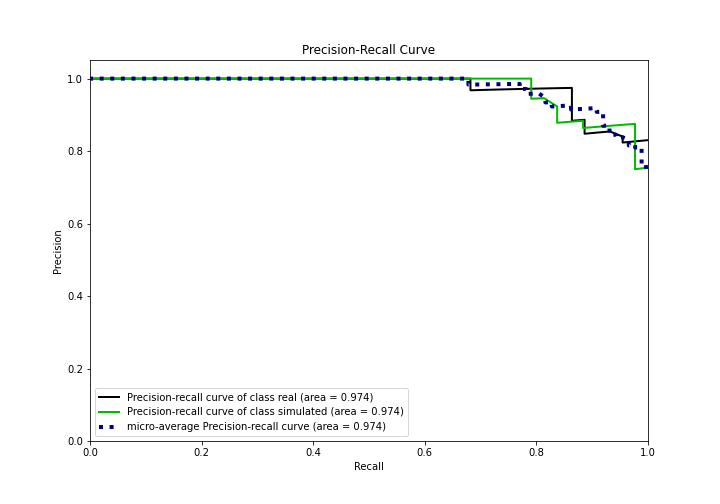 Precision-Recall Curve
1.0
0.8
0.6
0.4
0.2
0.0
Precision
Precision-recall curve of class real (area = 0.974)
Precision-recall curve of class simulated (area = 0.974)
micro-average Precision-recall curve (area = 0.974)
0.0 0.2 0.4 0.6 0.8 1.0
Recall